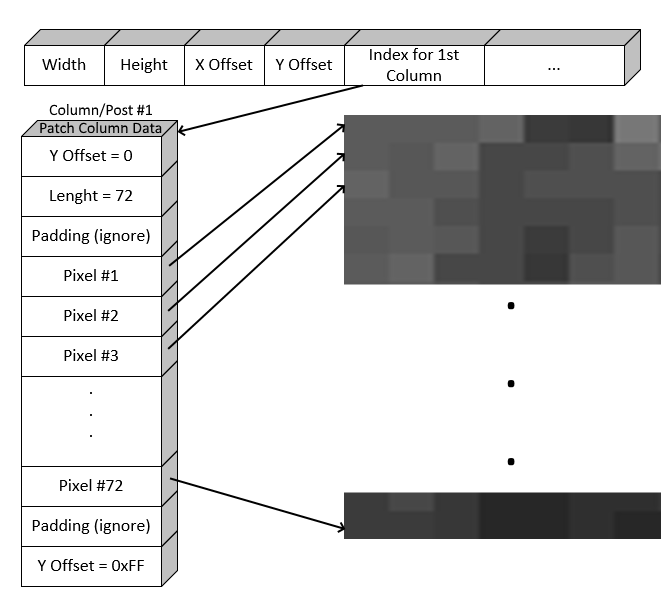 Width Height X Offset Y Offset Index for 1st
Column ...
Column/Post #1
Patch Column Data
Y Offset = 0
Lenght = 72
Padding (ignore)
Pixel #1
Pixel #2
Pixel #3
.
.
.
Pixel #72
Padding (ignore)
Y Offset = 0xFF